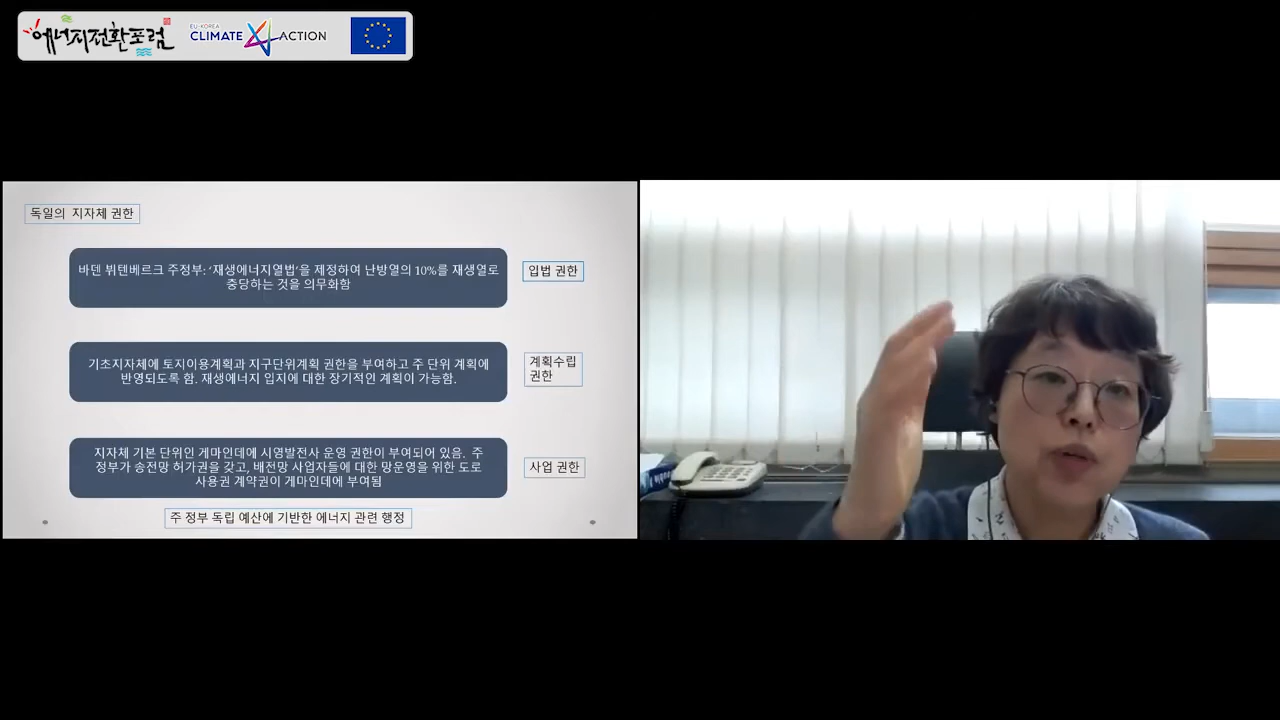 에너지전환포럼
EU-KOREA
CLIMATE ACTION
독일의 지자체 권한
바덴 뷔텐베르크 주정부: ‘재생에너지열법’을 제정하여 난방열의 10%를 재생열로
충당하는 것을 의무화함
입법 권한
기초지자체에 토지이용계획과 지구단위계획 권한을 부여하고 주 단위 계획에
반영되도록 함. 재생에너지 입지에 대한 장기적인 계획이 가능함.
계획수립
권한
지자체 기본 단위인 게마인데에 시영발전사 운영 권한이 부여되어 있음. 주
정부가 송전망 허가권을 갖고, 배전망 사업자들에 대한 망운영을 위한 도로
사용권 계약권이 게마인데에 부여됨
사업 권한
주 정부 독립 예산에 기반한 에너지 관련 행정